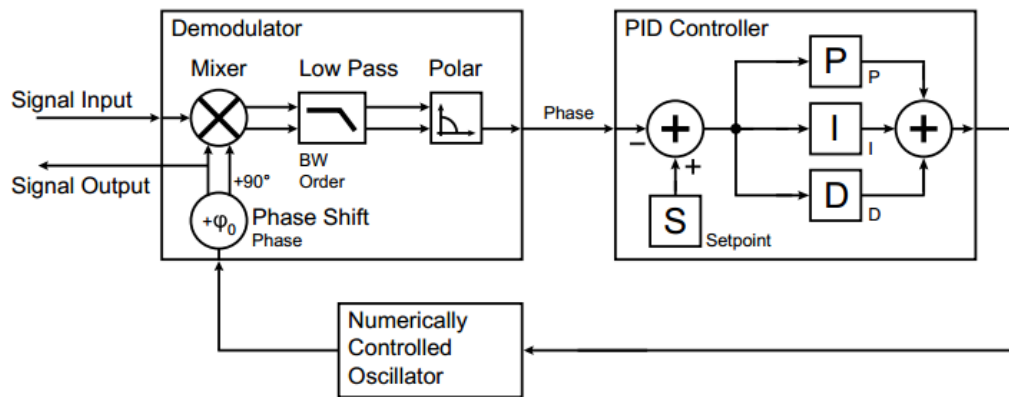 Demodulator
Mixer
Low Pass
Polar
Signal Input
Signal Output
+90°
BW
Order
+φ0
Phase Shift
Phase
Phase
PID Controller
−
+
+
S
Setpoint
P
P
I
I
D
D
+
Numerically
Controlled
Oscillator